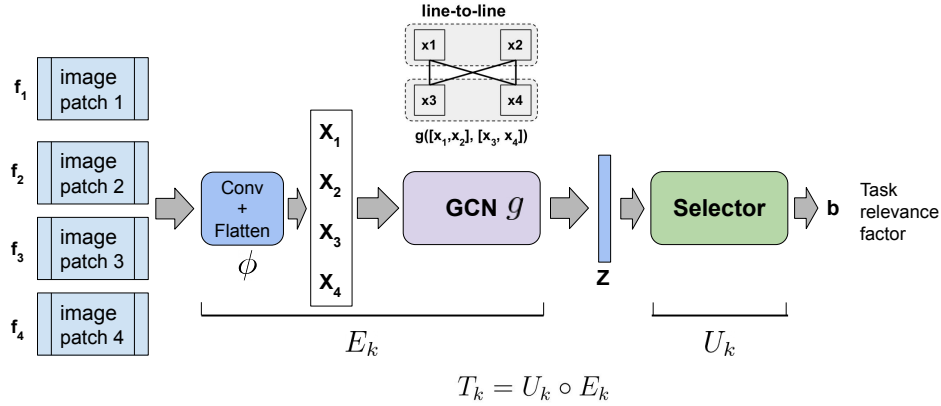 line-to-line
x1 x2
x3 x4
g([x₁,x₂], [x₃, x₄])
f₁
image
patch 1
f₂
image
patch 2
f₃
image
patch 3
f₄
image
patch 4
Conv
+
Flatten
ϕ
X₁
X₂
X₃
X₄
GCN g
Z
Selector
b
Task
relevance
factor
Eₖ
Uₖ
Tₖ = Uₖ ∘ Eₖ